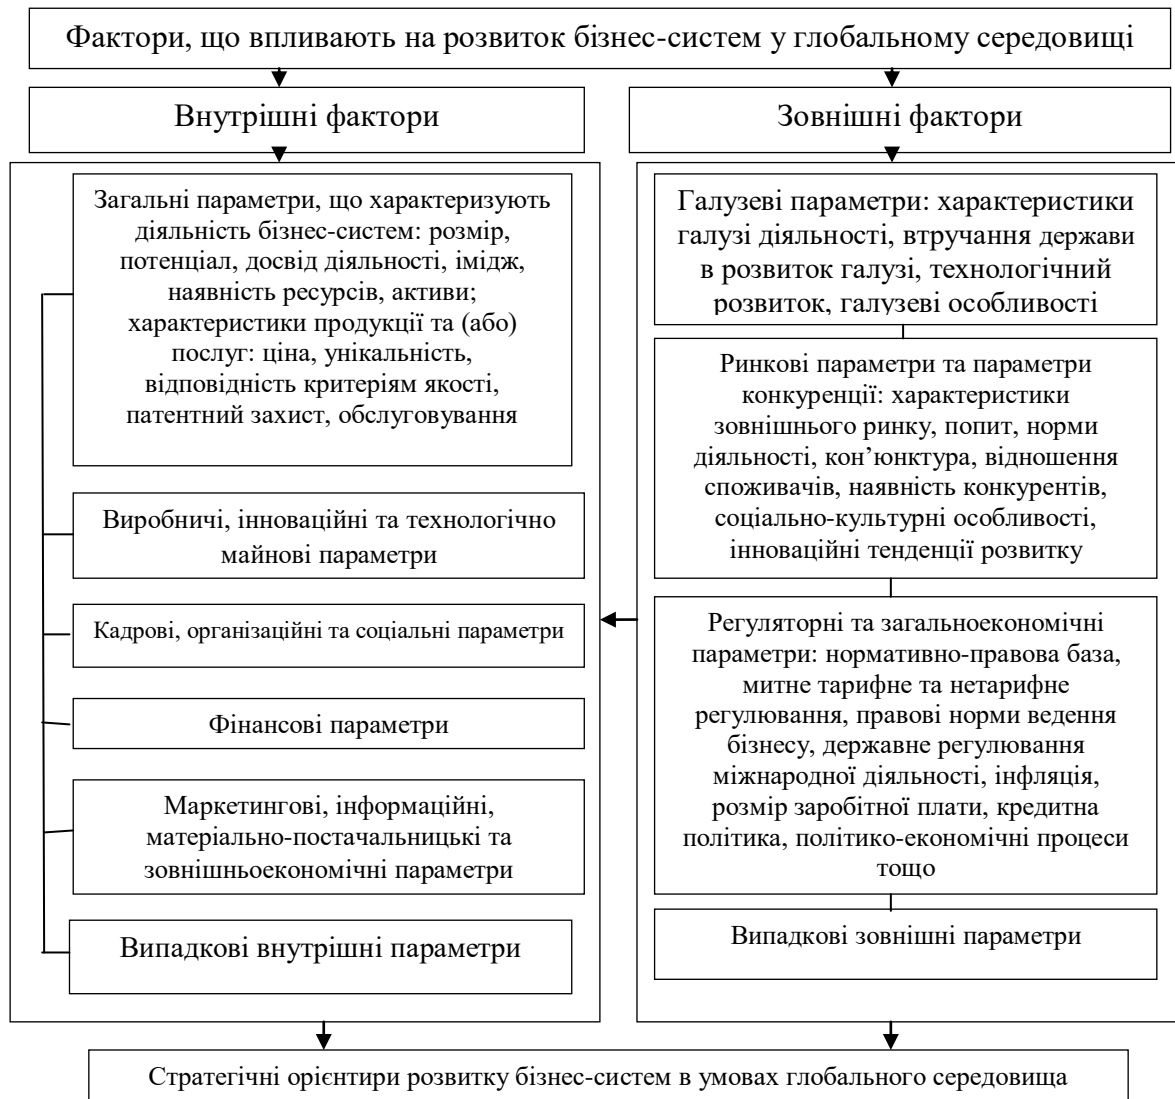 Фактори, що впливають на розвиток бізнес-систем у глобальному середовищі
Внутрішні фактори
Загальні параметри, що характеризують
діяльність бізнес-систем: розмір,
потенціал, досвід діяльності, імідж,
наявність ресурсів, активи;
характеристики продукції та (або)
послуг: ціна, унікальність,
відповідність критеріям якості,
патентний захист, обслуговування
Виробничі, інноваційні та технологічно
майнові параметри
Кадрові, організаційні та соціальні параметри
Фінансові параметри
Маркетингові, інформаційні,
матеріально-постачальницькі та
зовнішньоекономічні параметри
Випадкові внутрішні параметри
Зовнішні фактори
Галузеві параметри: характеристики
галузі діяльності, втручання держави
в розвиток галузі, технологічний
розвиток, галузеві особливості
Ринкові параметри та параметри
конкуренції: характеристики
зовнішнього ринку, попит, норми
діяльності, кон’юнктура, відношення
споживачів, наявність конкурентів,
соціально-культурні особливості,
інноваційні тенденції розвитку
Регуляторні та загальноекономічні
параметри: нормативно-правова база,
митне тарифне та нетарифне
регулювання, правові норми ведення
бізнесу, державне регулювання
міжнародної діяльності, інфляція,
розмір заробітної плати, кредитна
політика, політико-економічні процеси
тощо
Випадкові зовнішні параметри
Стратегічні орієнтири розвитку бізнес-систем в умовах глобального середовища